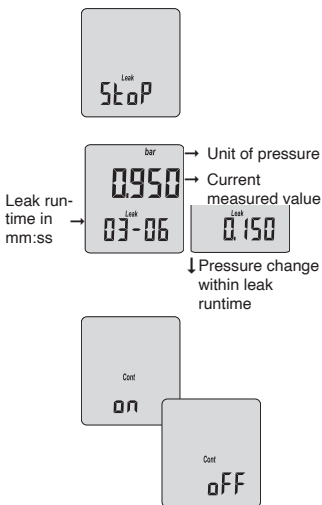 Leak
StoP
bar
Unit of pressure
0.950
Current
measured value
Leak run-
time in
mm:ss
Leak
03-06
Leak
0.150
Pressure change
within leak
runtime
Cont
on
Cont
oFF